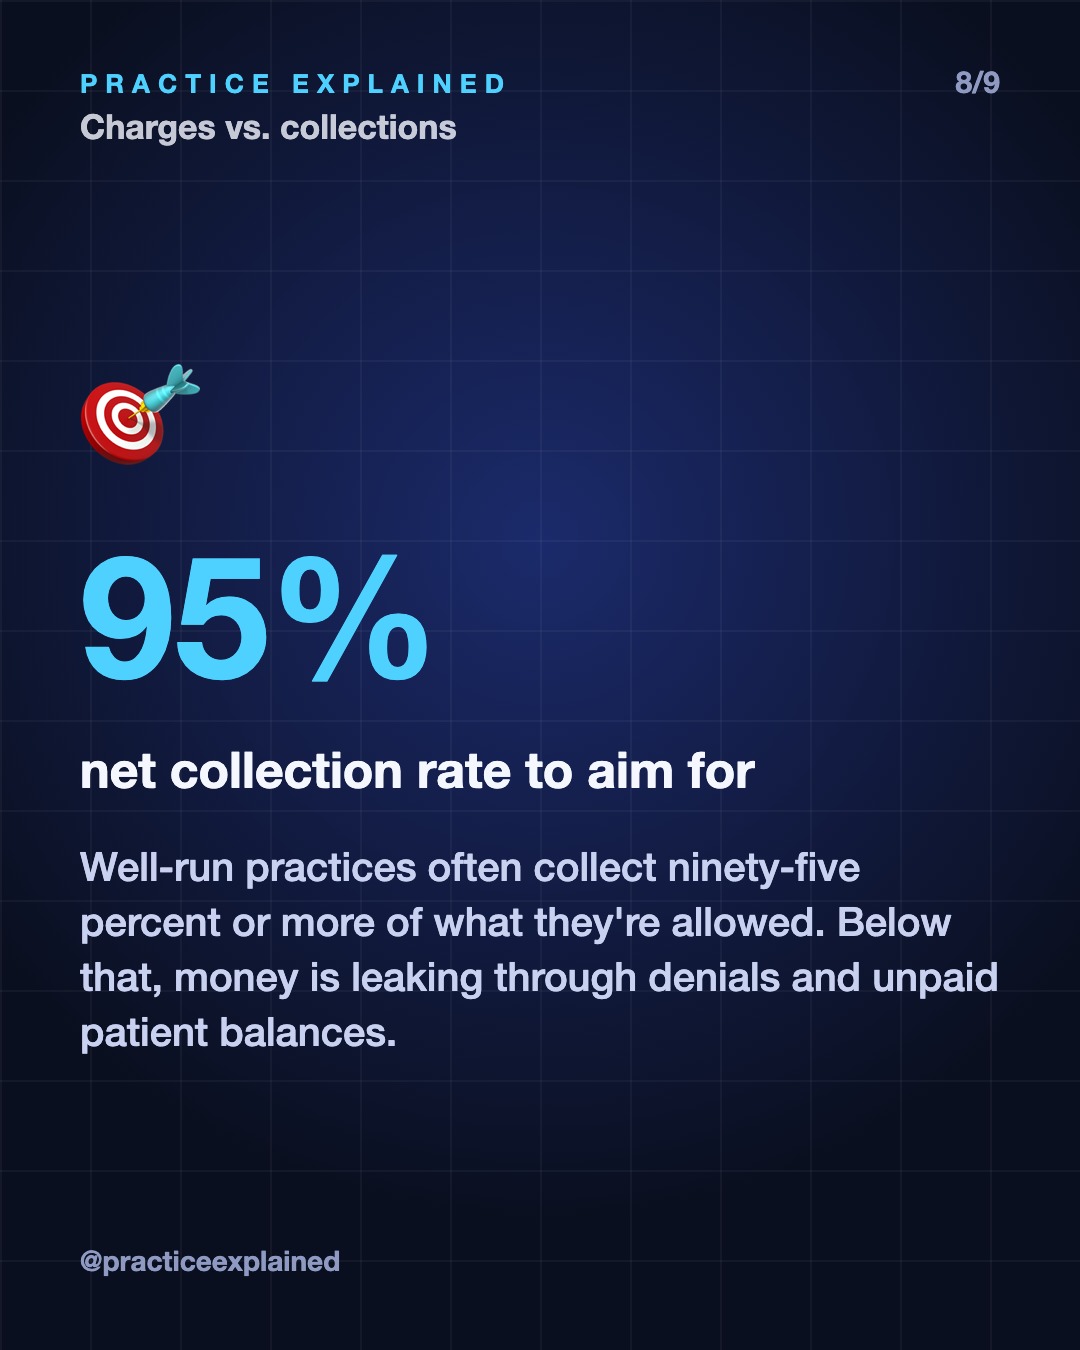 PRACTICE EXPLAINED
8/9
Charges vs. collections
95%
net collection rate to aim for
Well-run practices often collect ninety-five
percent or more of what they're allowed. Below
that, money is leaking through denials and unpaid
patient balances.
@practiceexplained